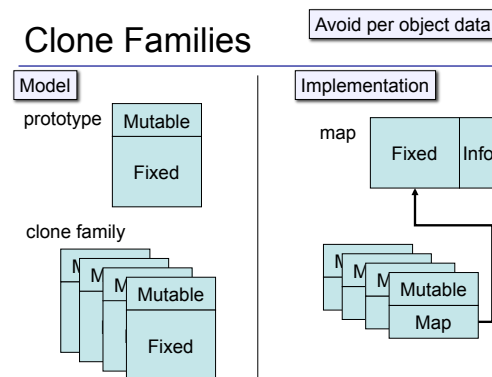 Clone Families
Avoid per object data
Model
prototype
Mutable
Fixed
clone family
M
M
M
Mutable
Fixed
Implementation
map
Fixed
Info
M
M
M
Mutable
Map